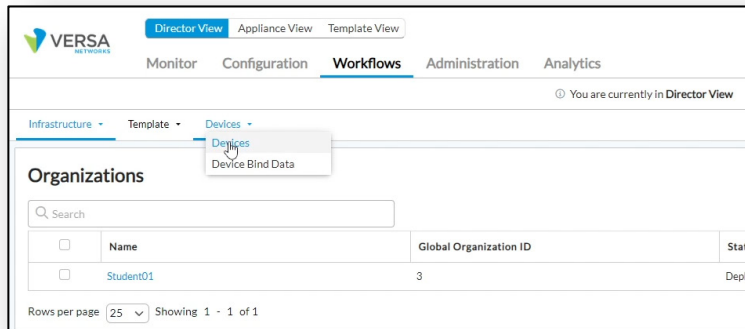 VERSA
NETWORKS
Director View Appliance View Template View
Monitor Configuration Workflows Administration Analytics
You are currently in Director View
Infrastructure Template Devices
Devices
Device Bind Data
Organizations
Search
Name Global Organization ID
Student01 3
Rows per page 25 Showing 1 - 1 of 1